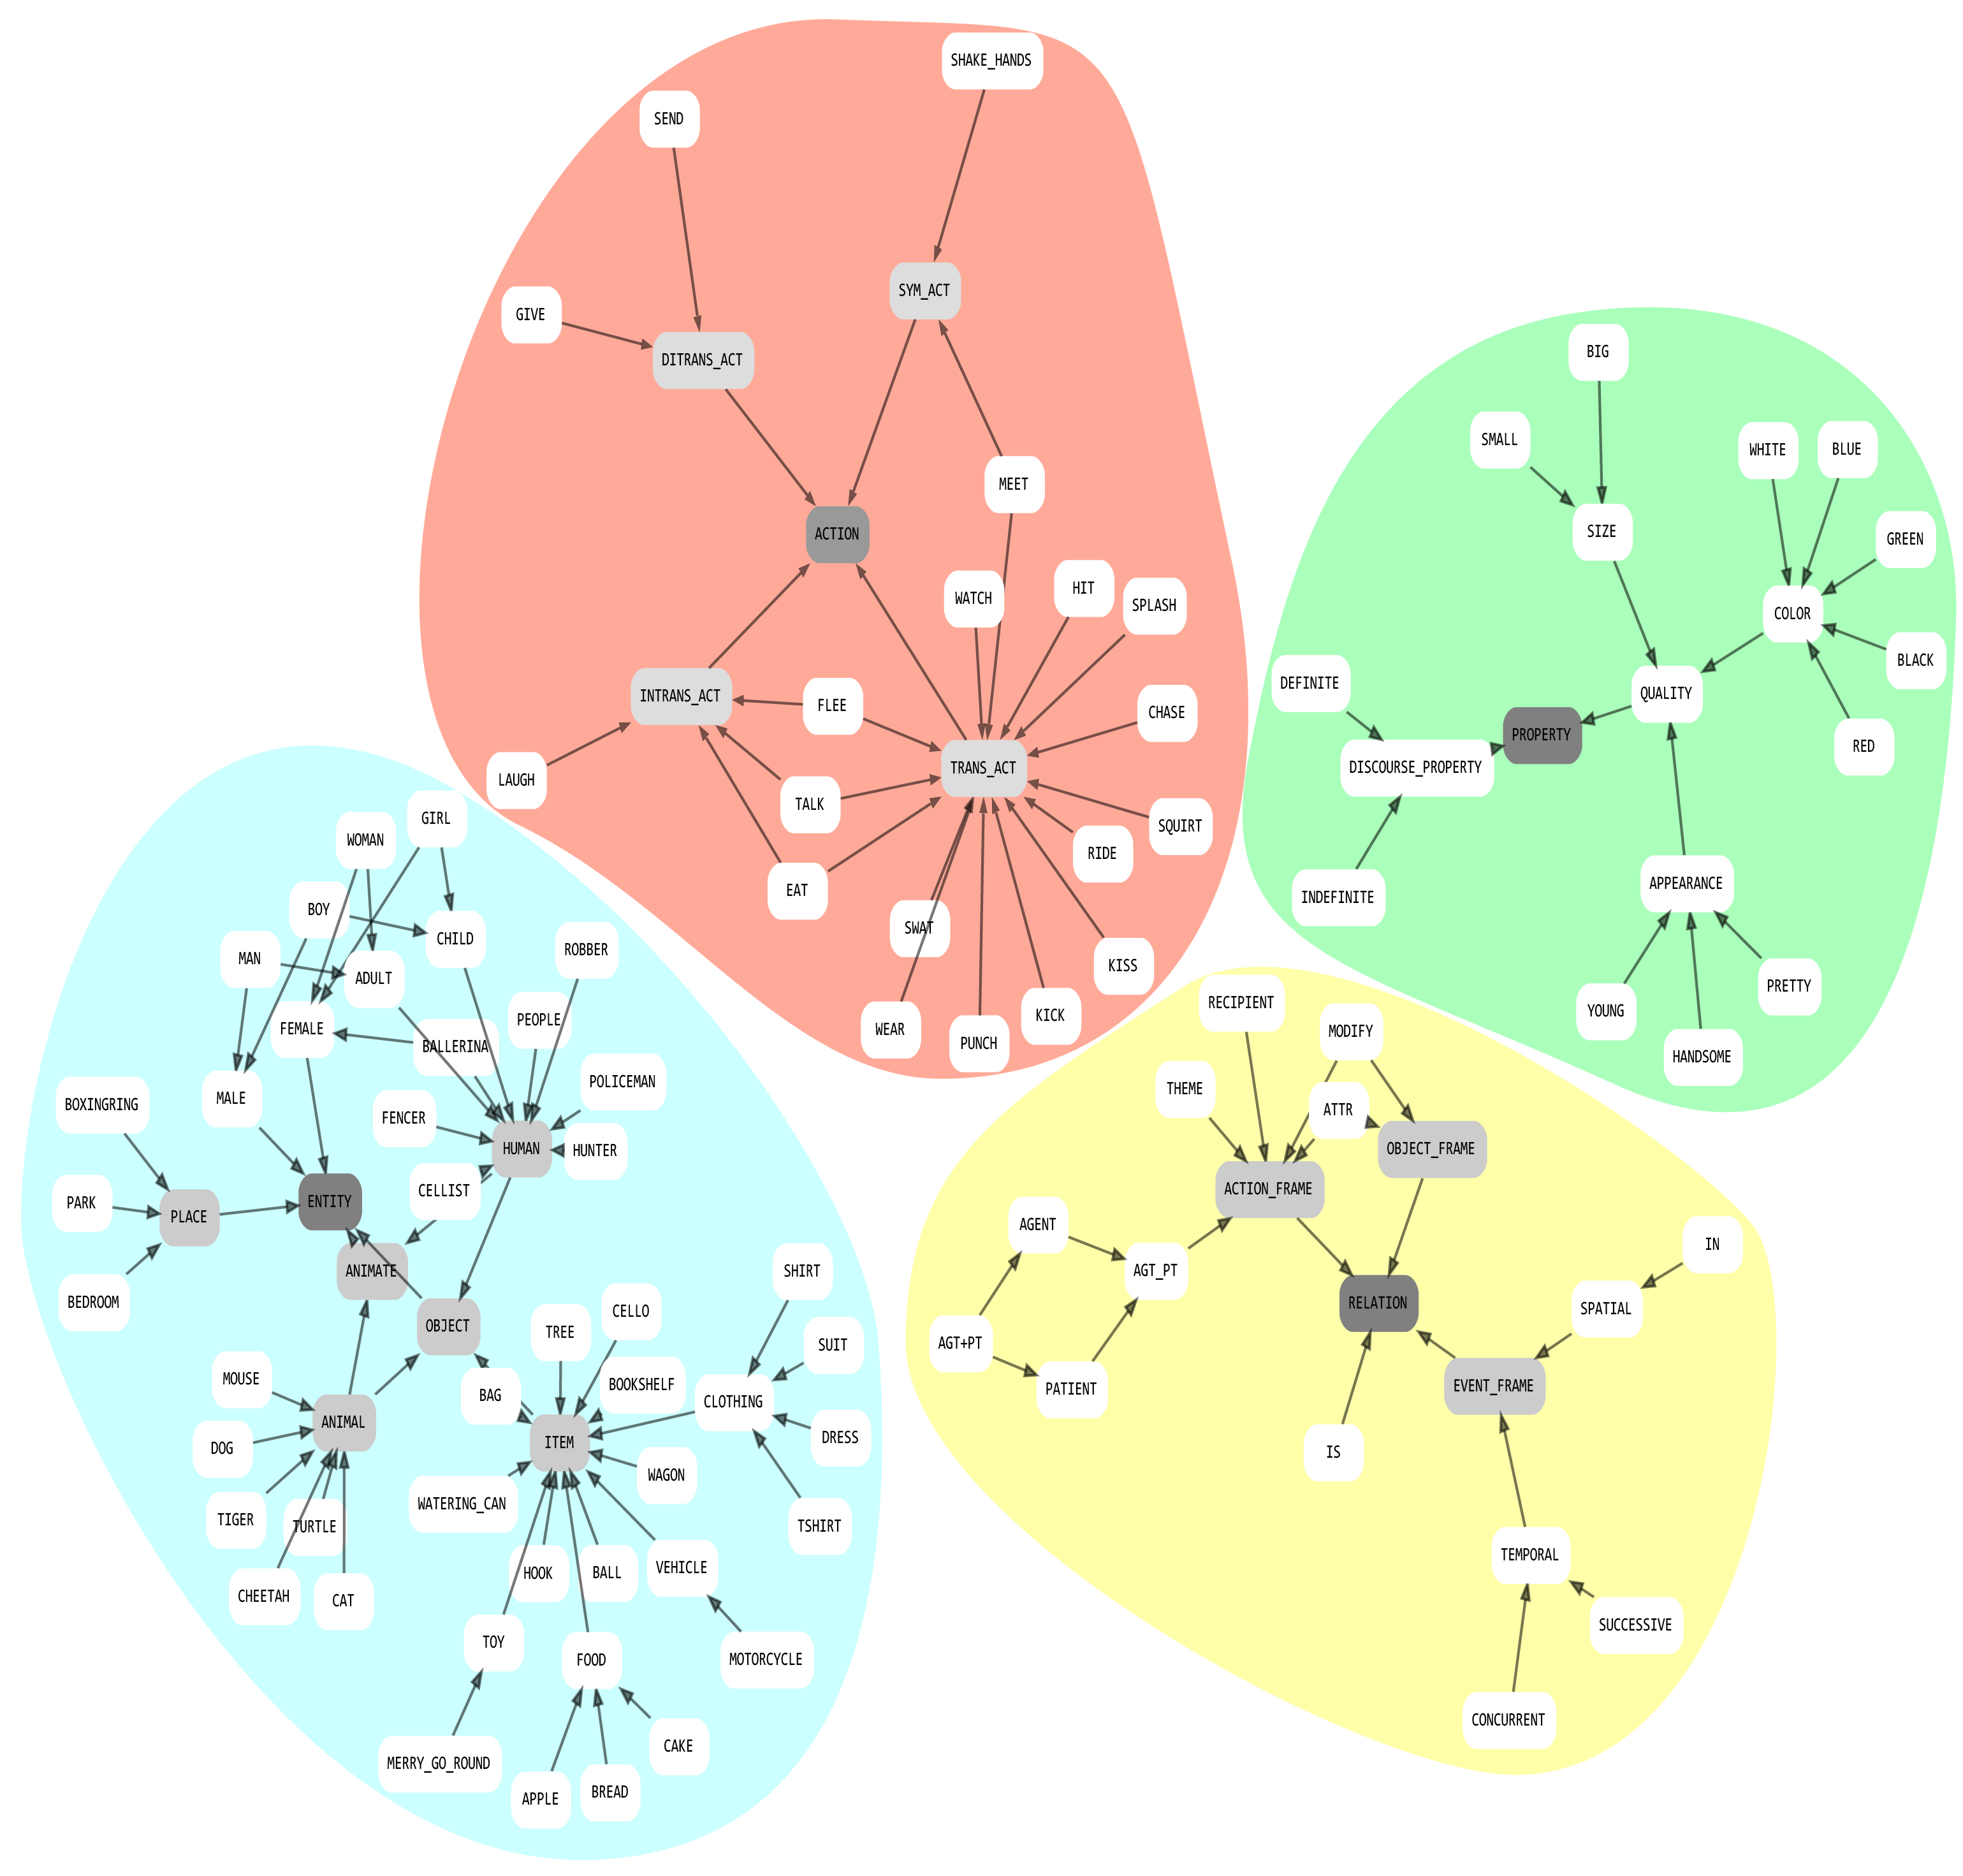 SHAKE_HANDS
SEND
SYM_ACT
GIVE
DITRANS_ACT
MEET
ACTION
WATCH
HIT
SPLASH
INTRANS_ACT
FLEE
CHASE
LAUGH
TALK
TRANS_ACT
SQUIRT
RIDE
EAT
SWAT
KISS
WEAR
PUNCH
KICK
BIG
SMALL
WHITE
BLUE
SIZE
GREEN
COLOR
BLACK
DEFINITE
QUALITY
PROPERTY
RED
DISCOURSE_PROPERTY
INDEFINITE
APPEARANCE
YOUNG
HANDSOME
PRETTY
GIRL
WOMAN
BOY
CHILD
ROBBER
MAN
ADULT
FEMALE
PEOPLE
BALLERINA
POLICEMAN
BOXINGRING
MALE
FENCER
HUMAN
HUNTER
PARK
PLACE
ENTITY
CELLIST
BEDROOM
ANIMATE
OBJECT
TREE
CELLO
SHIRT
SUIT
MOUSE
BAG
BOOKSHELF
CLOTHING
DOG
ANIMAL
ITEM
DRESS
WAGON
WATERING_CAN
TIGER
TURTLE
TSHIRT
CHEETAH
CAT
HOOK
BALL
VEHICLE
TOY
FOOD
MOTORCYCLE
MERRY_GO_ROUND
APPLE
BREAD
CAKE
RECIPIENT
MODIFY
THEME
ATTR
OBJECT_FRAME
ACTION_FRAME
AGENT
IN
AGT_PT
RELATION
SPATIAL
AGT+PT
PATIENT
EVENT_FRAME
IS
TEMPORAL
SUCCESSIVE
CONCURRENT